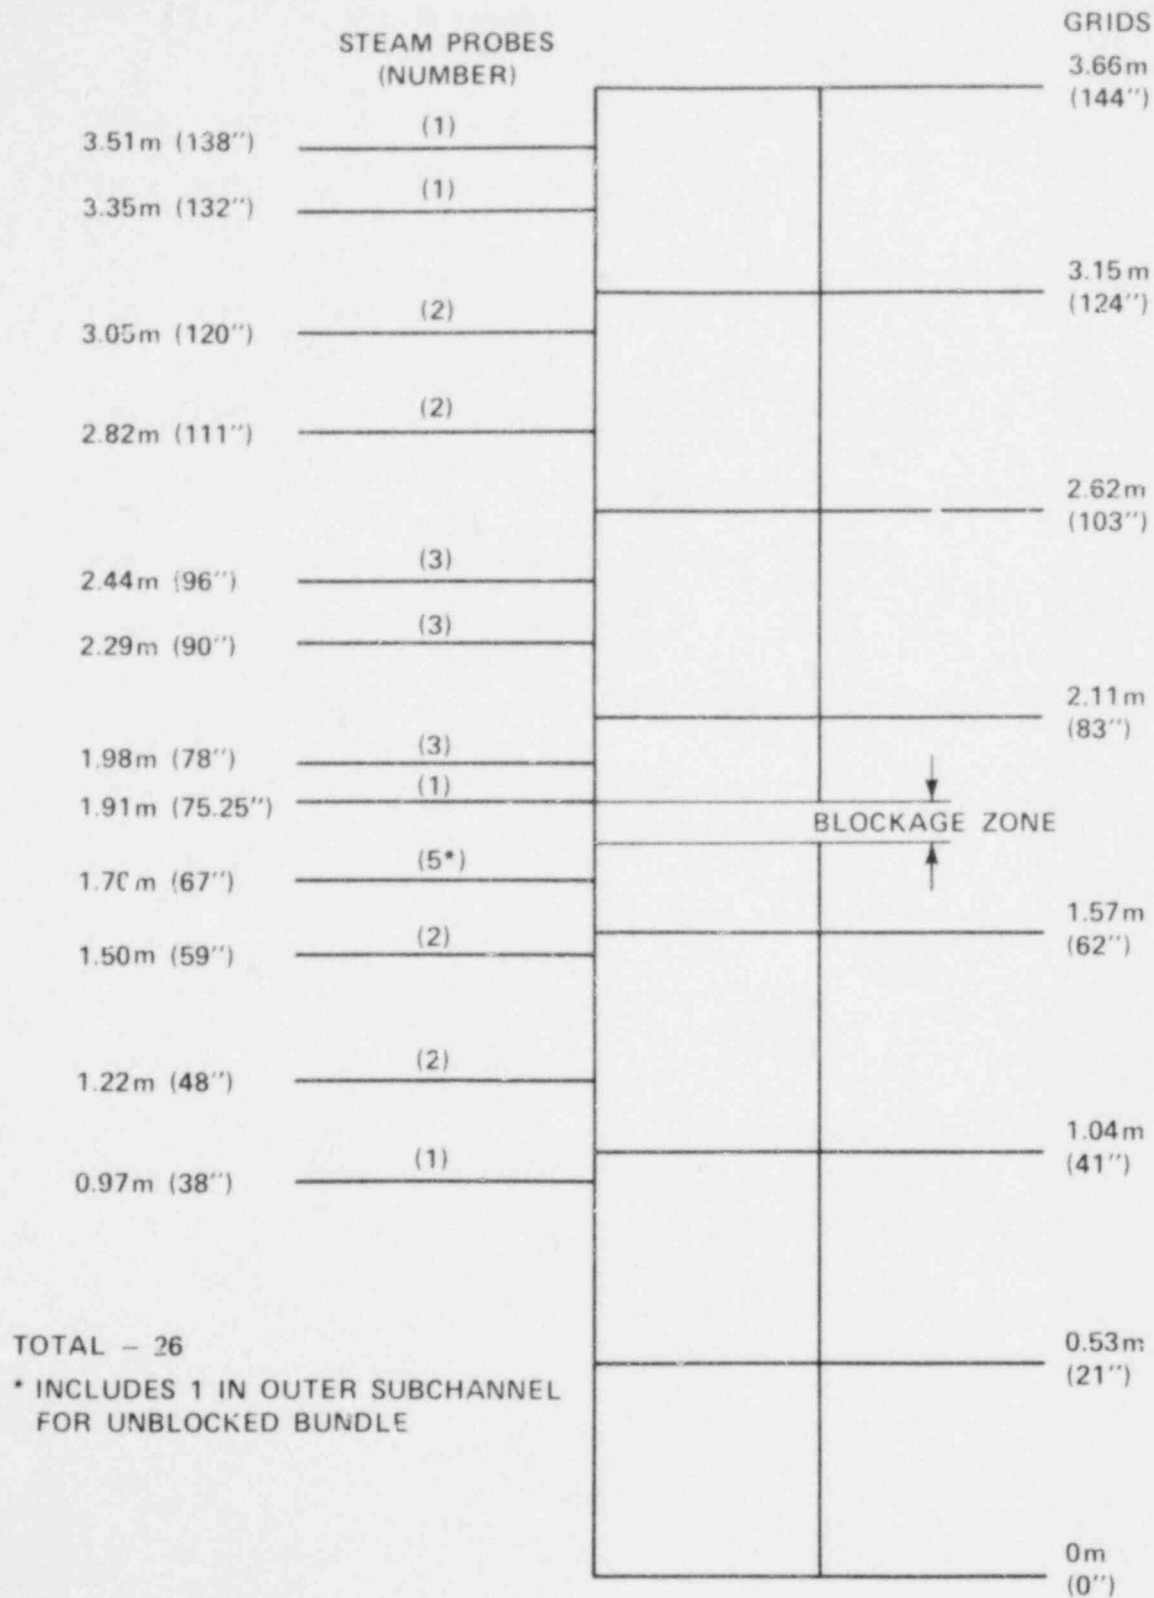 GRIDS
STEAM PROBES
(NUMBER)
3.66m
(144")
3.51m (138")
(1)
3.35m (132")
(1)
3.15m
(124")
3.05m (120")
(2)
2.82m (111")
(2)
2.62m
(103")
2.44m (96")
(3)
2.29m (90")
(3)
2.11m
(83")
1.98m (78")
(3)
1.91m (75.25")
(1)
BLOCKAGE ZONE
1.70m (67")
(5*)
1.57m
(62")
1.50m (59")
(2)
1.22m (48")
(2)
1.04m
(41")
0.97m (38")
(1)
0.53m
(21")
TOTAL – 26
* INCLUDES 1 IN OUTER SUBCHANNEL
FOR UNBLOCKED BUNDLE
0m
(0")